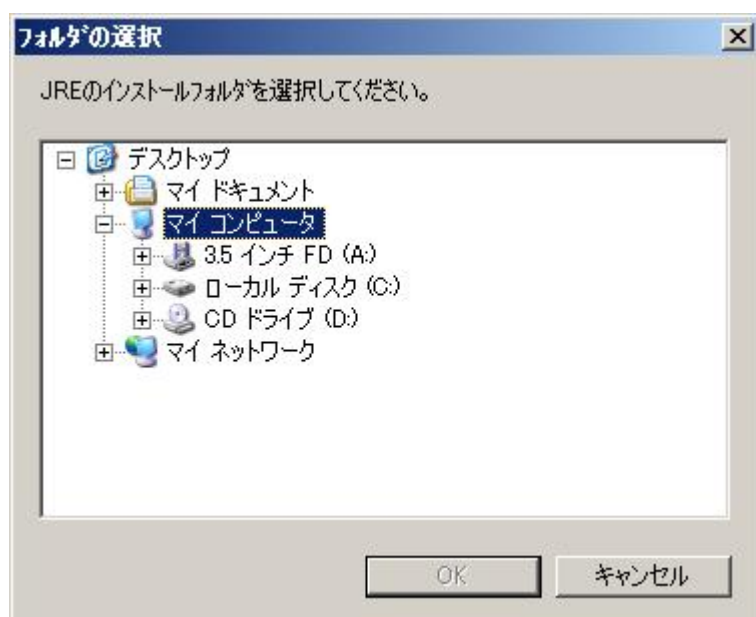 フォルダの選択
JREのインストールフォルダを選択してください。
デスクトップ
マイ ドキュメント
マイ コンピュータ
3.5 インチ FD (A:)
ローカル ディスク (C:)
CD ドライブ (D:)
マイ ネットワーク
OK キャンセル